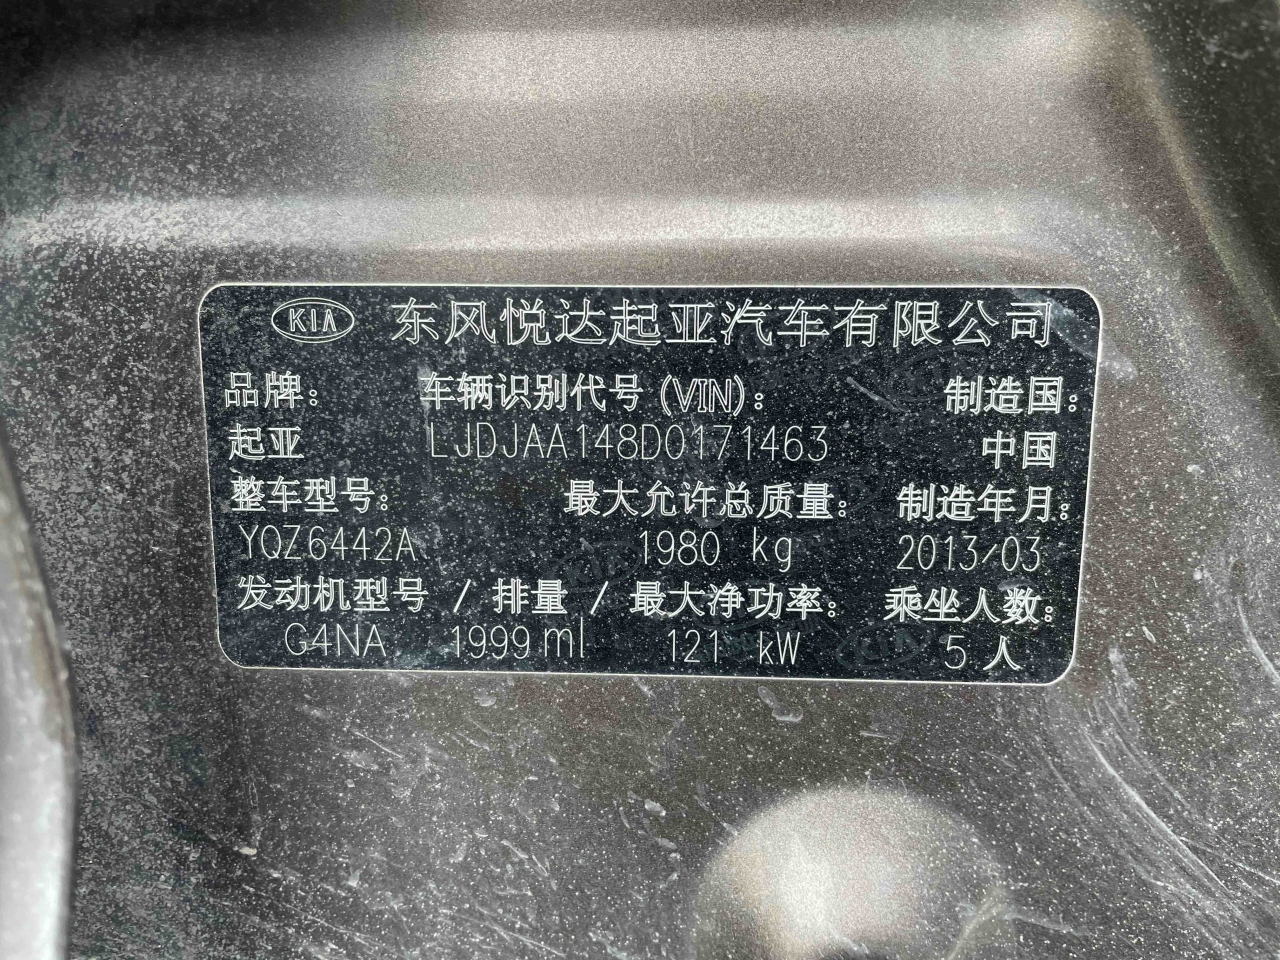 KIA 东风悦达起亚汽车有限公司
品牌: 车辆识别代号 (VIN): 制造国:
起亚 LJDJAA148D0171463 中国
整车型号: 最大允许总质量: 制造年月:
YQZ6442A 1980 kg 2013/03
发动机型号 / 排量 / 最大净功率: 乘坐人数:
G4NA 1999ml 121 kW 5 人